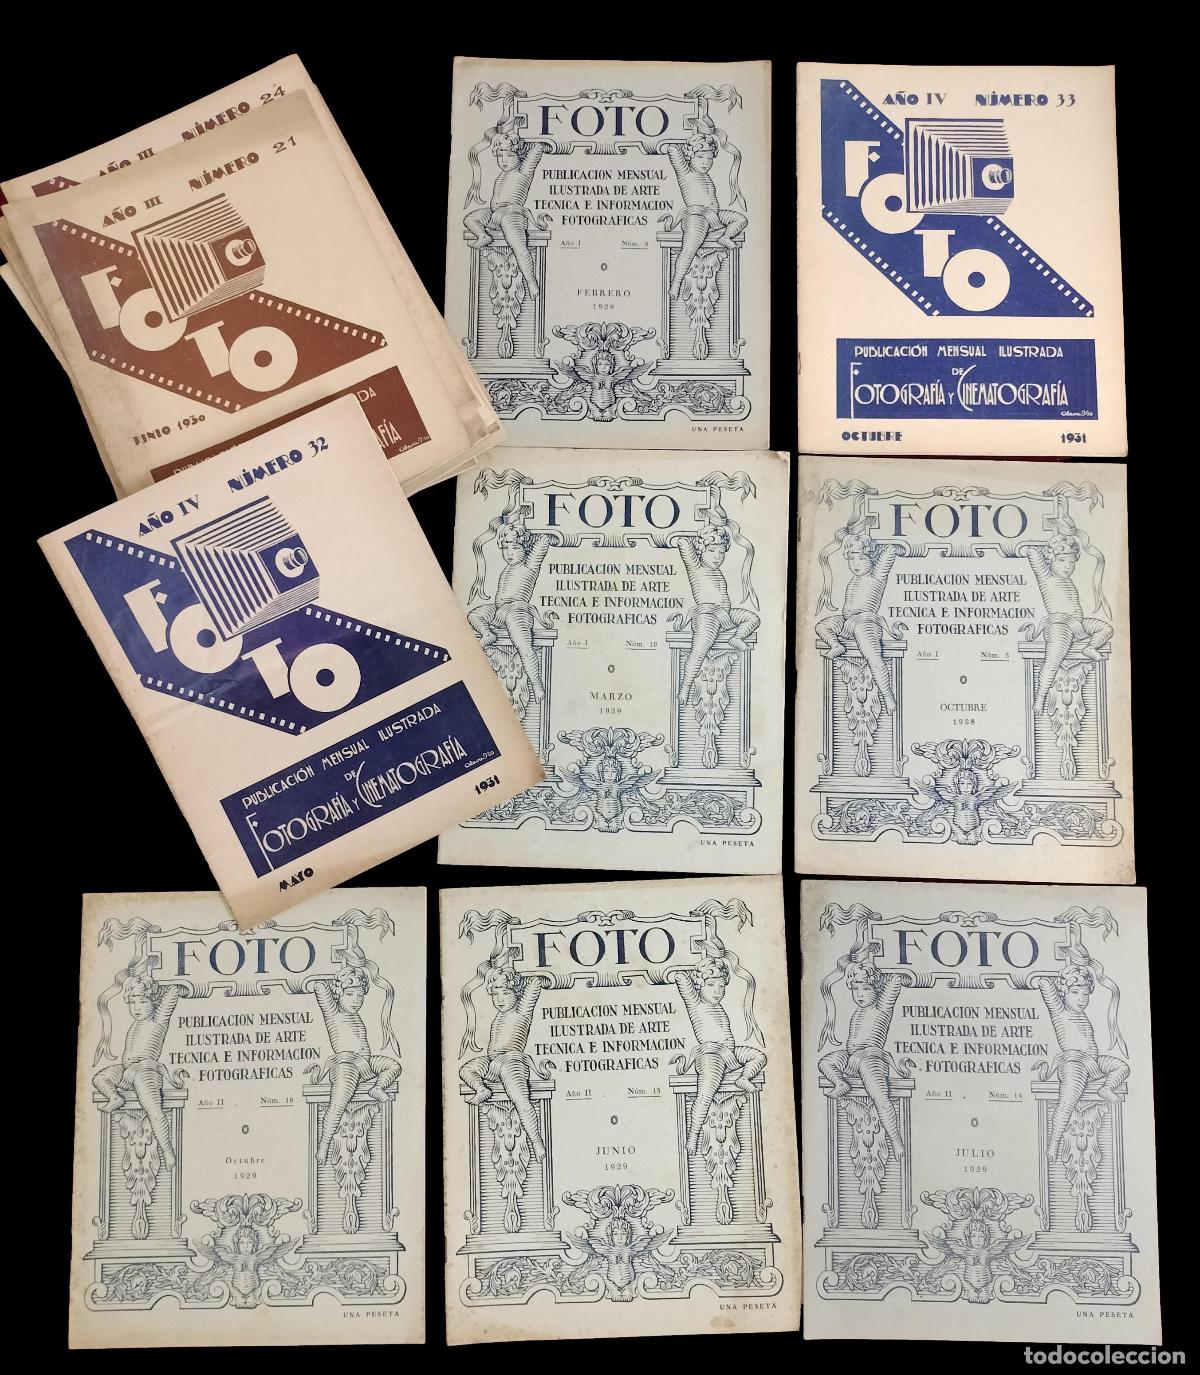 AÑO III NÚMERO 24
AÑO III NÚMERO 21
FOTO
JUNIO 1930
FOTO
PUBLICACION MENSUAL
ILUSTRADA DE ARTE
TECNICA E INFORMACION
FOTOGRAFICAS
Año I Núm. 9
FEBRERO
1929
UNA PESETA
AÑO IV NÚMERO 33
FOTO
PUBLICACIÓN MENSUAL ILUSTRADA
DE
FOTOGRAFÍA Y CINEMATOGRAFÍA
OCTUBRE 1931
AÑO IV NÚMERO 32
FOTO
PUBLICACIÓN MENSUAL ILUSTRADA
DE
FOTOGRAFÍA Y CINEMATOGRAFÍA
MAYO 1931
FOTO
PUBLICACION MENSUAL
ILUSTRADA DE ARTE
TECNICA E INFORMACION
FOTOGRAFICAS
Año I Núm. 10
MARZO
1929
UNA PESETA
FOTO
PUBLICACION MENSUAL
ILUSTRADA DE ARTE
TECNICA E INFORMACION
FOTOGRAFICAS
Año I Núm. 5
OCTUBRE
1928
FOTO
PUBLICACION MENSUAL
ILUSTRADA DE ARTE
TECNICA E INFORMACION
FOTOGRAFICAS
Año II . Núm. 16
Octubre
1929
UNA PESETA
FOTO
PUBLICACION MENSUAL
ILUSTRADA DE ARTE
TECNICA E INFORMACION
FOTOGRAFICAS
Año II . Núm. 13
JUNIO
1929
UNA PESETA
FOTO
PUBLICACION MENSUAL
ILUSTRADA DE ARTE
TECNICA E INFORMACION
FOTOGRAFICAS
Año II . Núm. 14
JULIO
1929
UNA PESETA
todocoleccion